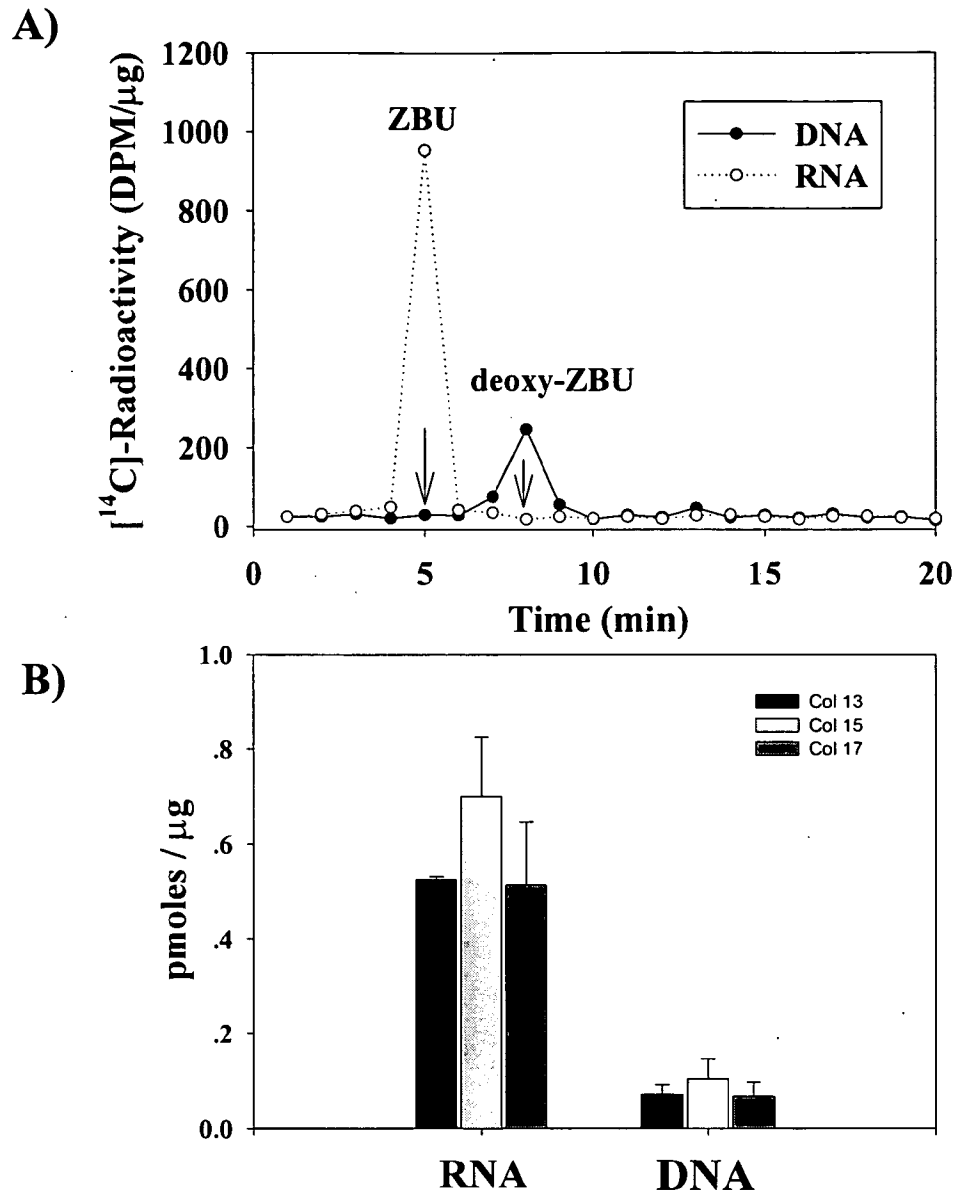 A)
[¹⁴C]-Radioactivity (DPM/µg)
1200
1000
800
600
400
200
0
ZBU
deoxy-ZBU
DNA
RNA
0 5 10 15 20
Time (min)
B)
pmoles / µg
1.0
.8
.6
.4
.2
0.0
Col 13
Col 15
Col 17
RNA DNA